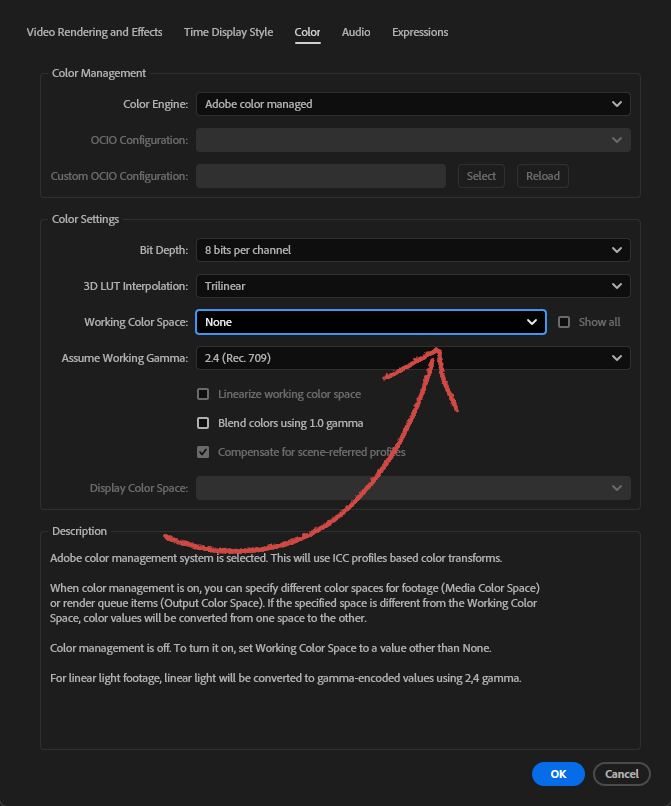 Video Rendering and Effects Time Display Style Color Audio Expressions
Color Management
Color Engine: Adobe color managed
OCIO Configuration:
Custom OCIO Configuration: Select Reload
Color Settings
Bit Depth: 8 bits per channel
3D LUT Interpolation: Trilinear
Working Color Space: None Show all
Assume Working Gamma: 2.4 (Rec. 709)
Linearize working color space
Blend colors using 1.0 gamma
Compensate for scene-referred profiles
Display Color Space:
Description
Adobe color management system is selected. This will use ICC profiles based color transforms.
When color management is on, you can specify different color spaces for footage (Media Color Space)
or render queue items (Output Color Space). If the specified space is different from the Working Color
Space, color values will be converted from one space to the other.
Color management is off. To turn it on, set Working Color Space to a value other than None.
For linear light footage, linear light will be converted to gamma-encoded values using 2,4 gamma.
OK Cancel